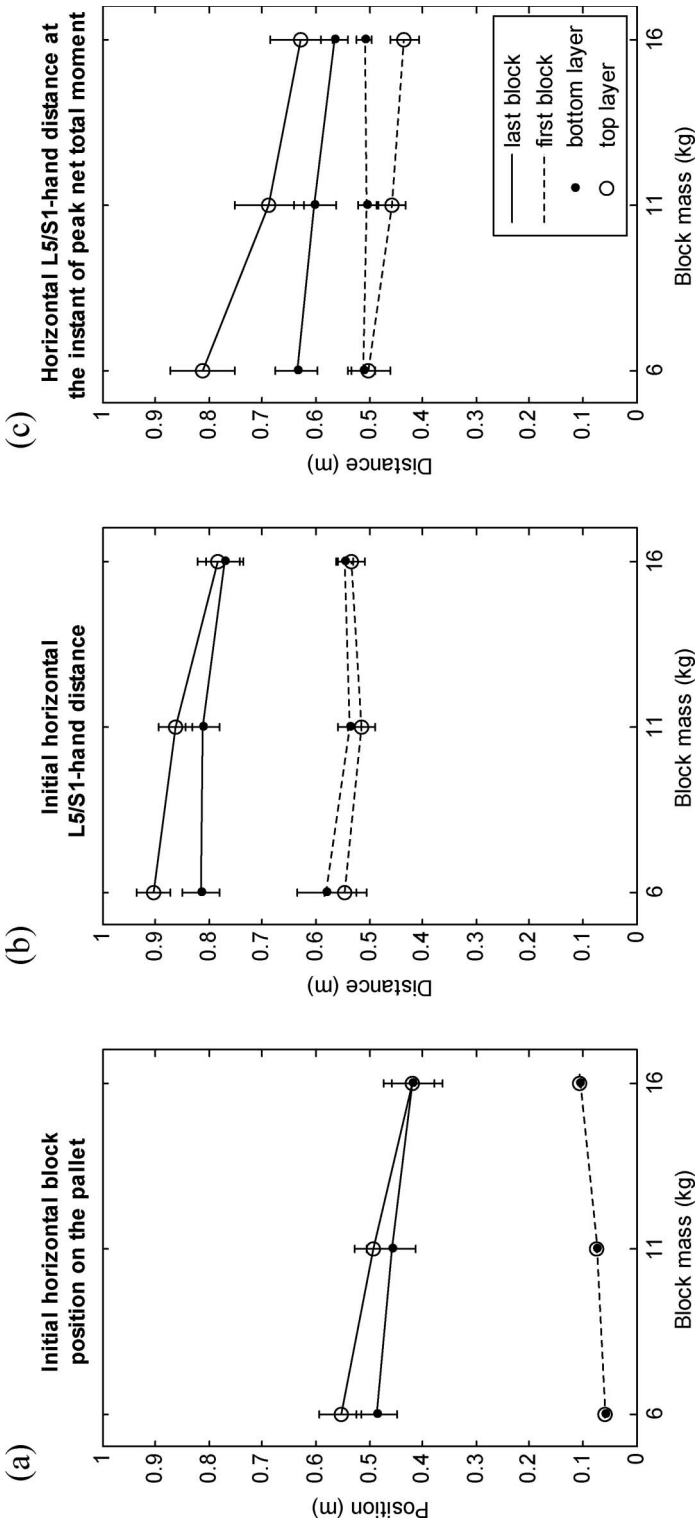 (a)
Initial horizontal block
position on the pallet
1
0.9
0.8
0.7
0.6
0.5
0.4
0.3
0.2
0.1
0
Position (m)
6
11
16
Block mass (kg)
(b)
Initial horizontal
L5/S1-hand distance
1
0.9
0.8
0.7
0.6
0.5
0.4
0.3
0.2
0.1
0
Distance (m)
6
11
16
Block mass (kg)
(c)
Horizontal L5/S1-hand distance at
the instant of peak net total moment
1
0.9
0.8
0.7
0.6
0.5
0.4
0.3
0.2
0.1
0
Distance (m)
6
11
16
Block mass (kg)
last block
first block
bottom layer
top layer